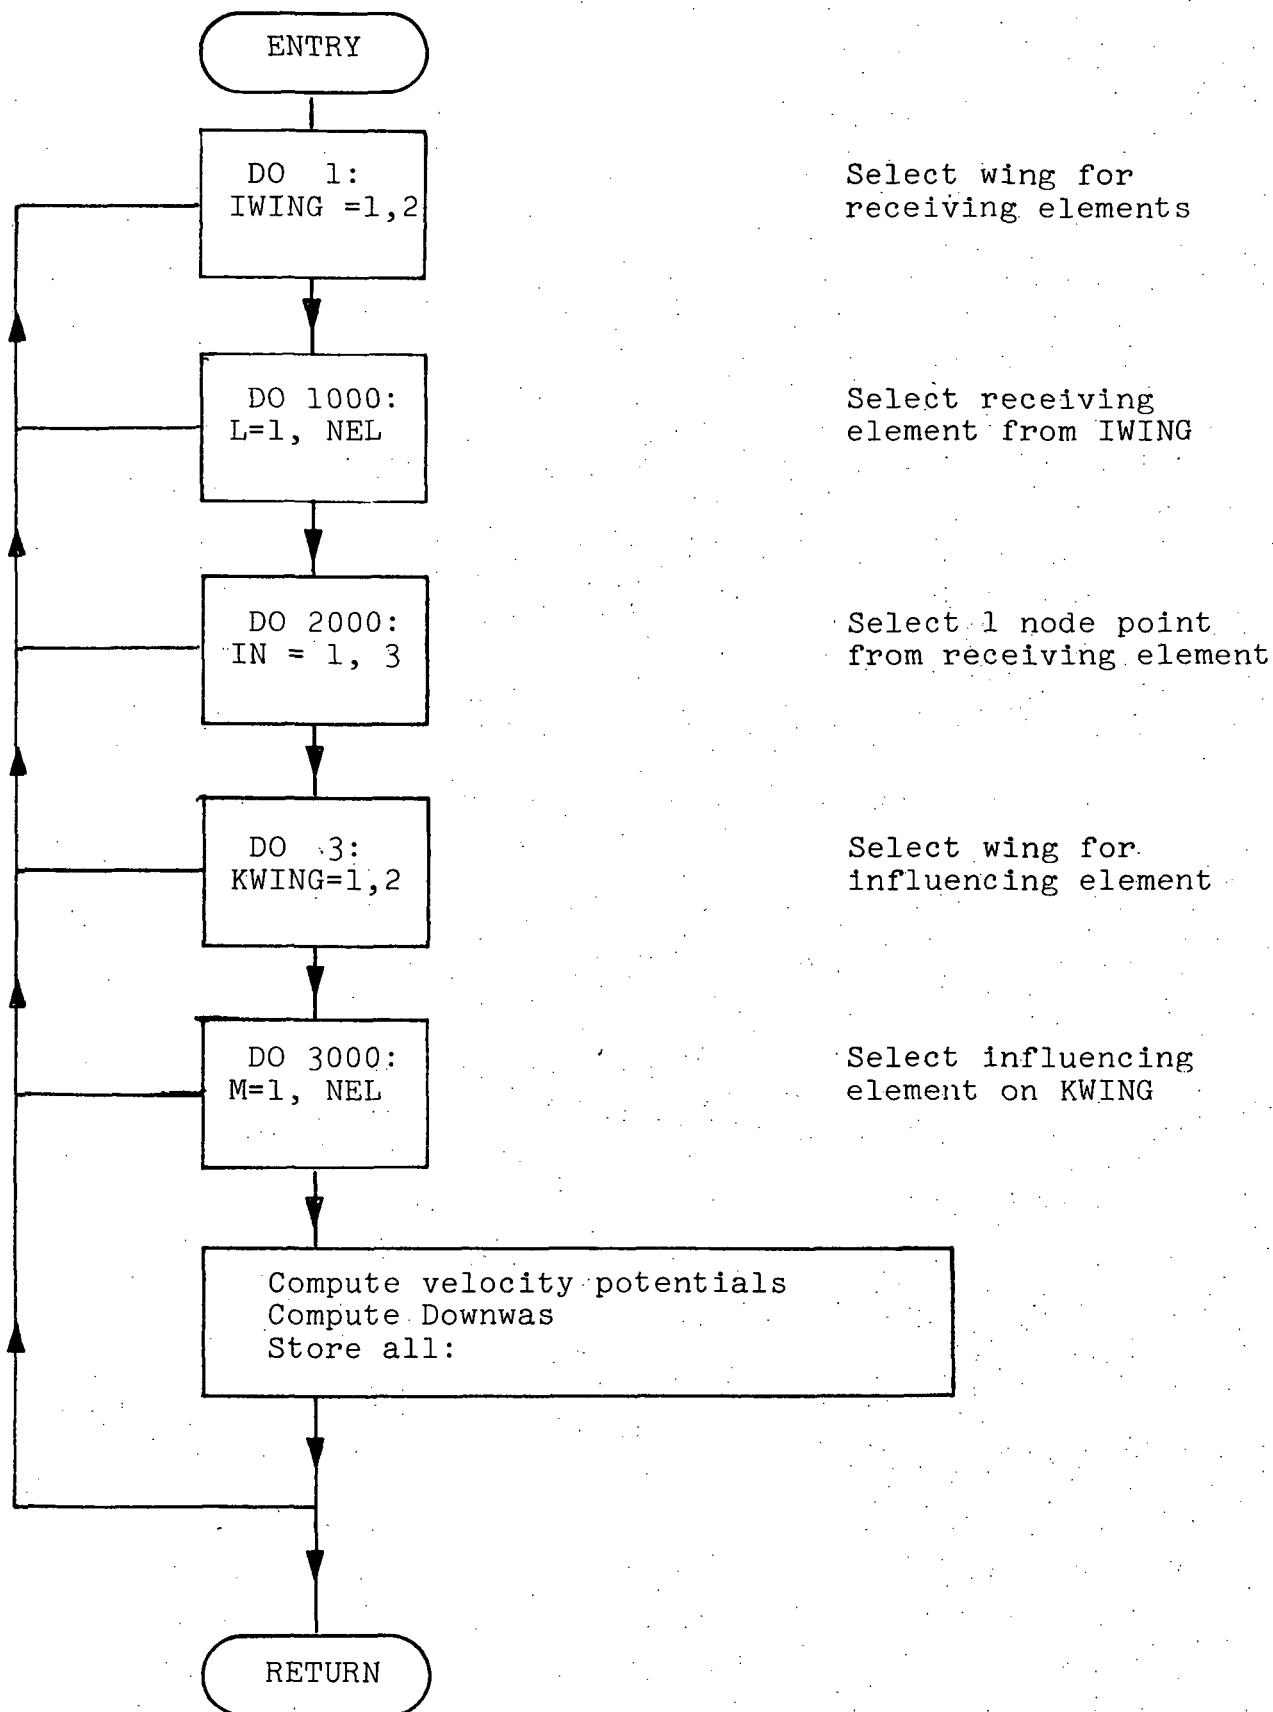 ENTRY
DO 1:
IWING =1,2
Select wing for
receiving elements
DO 1000:
L=1, NEL
Select receiving
element from IWING
DO 2000:
IN = 1, 3
Select 1 node point
from receiving element
DO 3:
KWING=1,2
Select wing for
influencing element
DO 3000:
M=1, NEL
Select influencing
element on KWING
Compute velocity potentials
Compute Downwas
Store all:
RETURN